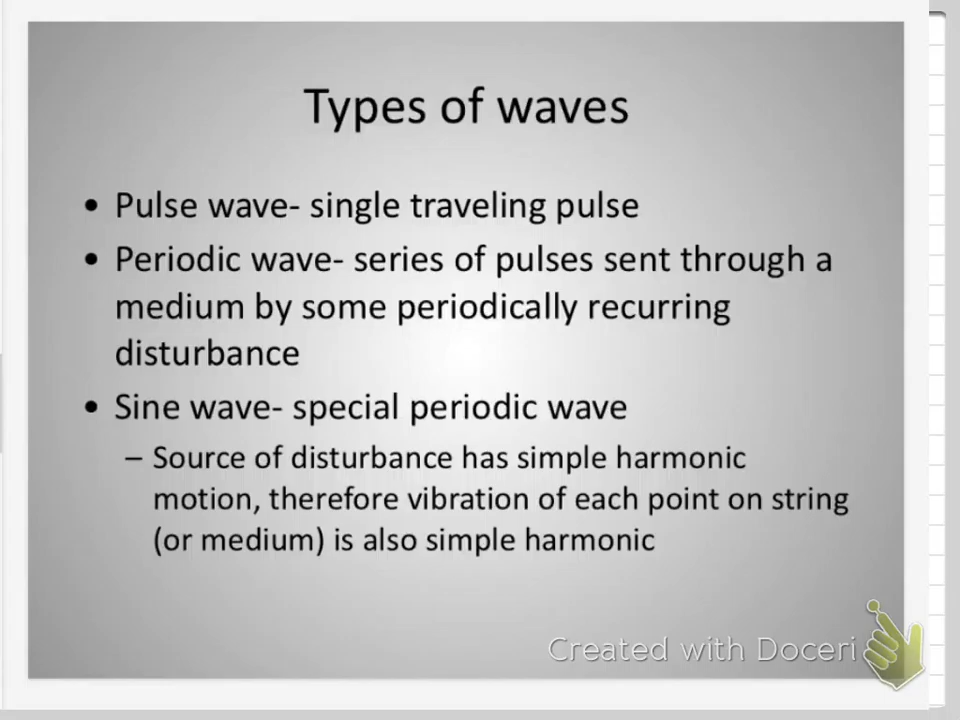 Types of waves
• Pulse wave- single traveling pulse
• Periodic wave- series of pulses sent through a
medium by some periodically recurring
disturbance
• Sine wave- special periodic wave
– Source of disturbance has simple harmonic
motion, therefore vibration of each point on string
(or medium) is also simple harmonic
Created with Doceri